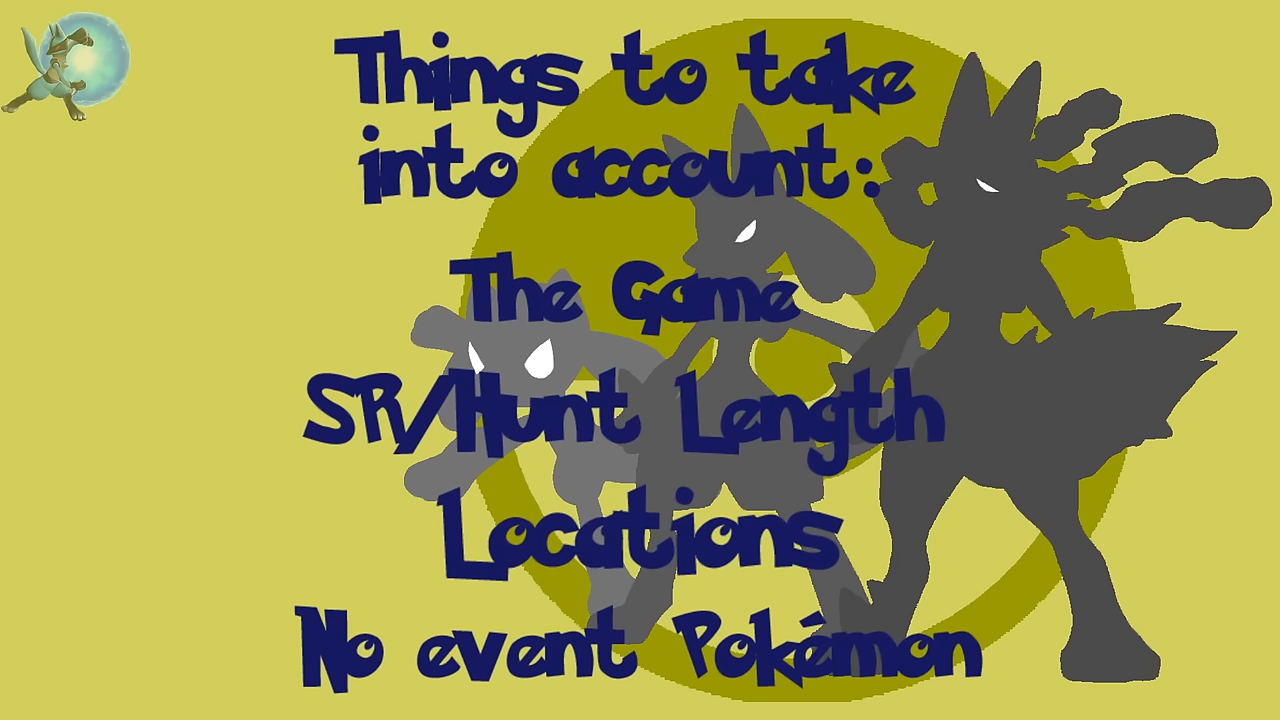 Things to take
into account:
The Game
SR/Hunt Length
Locations
No event Pokémon